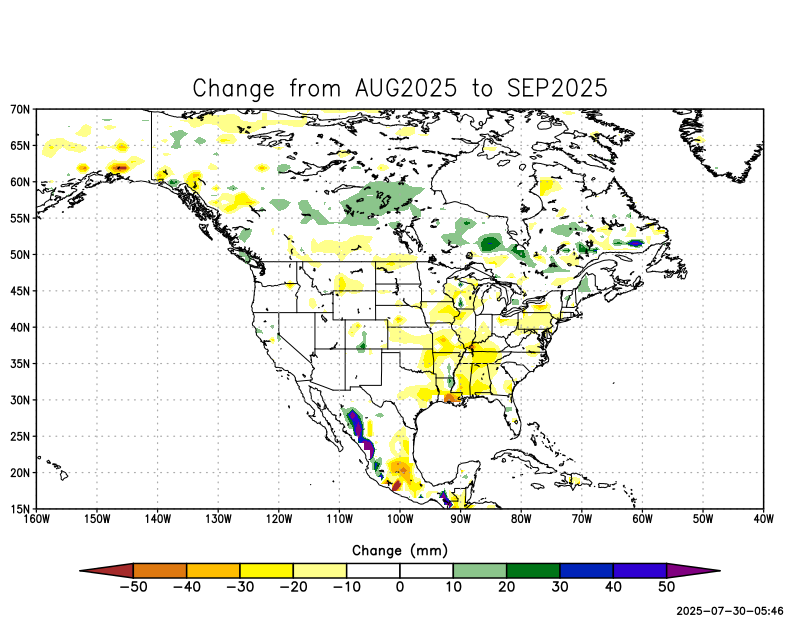 Change from AUG2025 to SEP2025
70N
65N
60N
55N
50N
45N
40N
35N
30N
25N
20N
15N
160W 150W 140W 130W 120W 110W 100W 90W 80W 70W 60W 50W 40W
Change (mm)
−50 −40 −30 −20 −10 0 10 20 30 40 50
2025-07-30-05:46